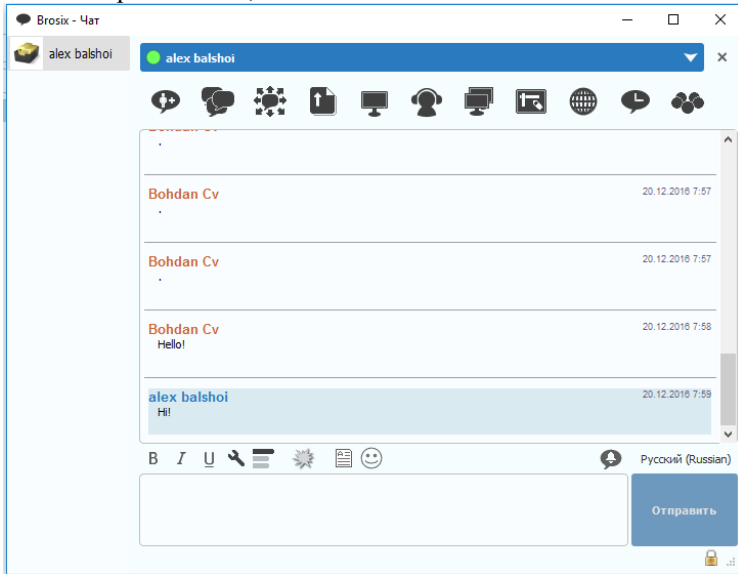 Brosix - Чат
alex balshoi
alex balshoi
.
Bohdan Cv
20.12.2016 7:57
.
Bohdan Cv
20.12.2016 7:57
.
Bohdan Cv
20.12.2016 7:58
Hello!
alex balshoi
20.12.2016 7:59
Hi!
B I U
Русский (Russian)
Отправить